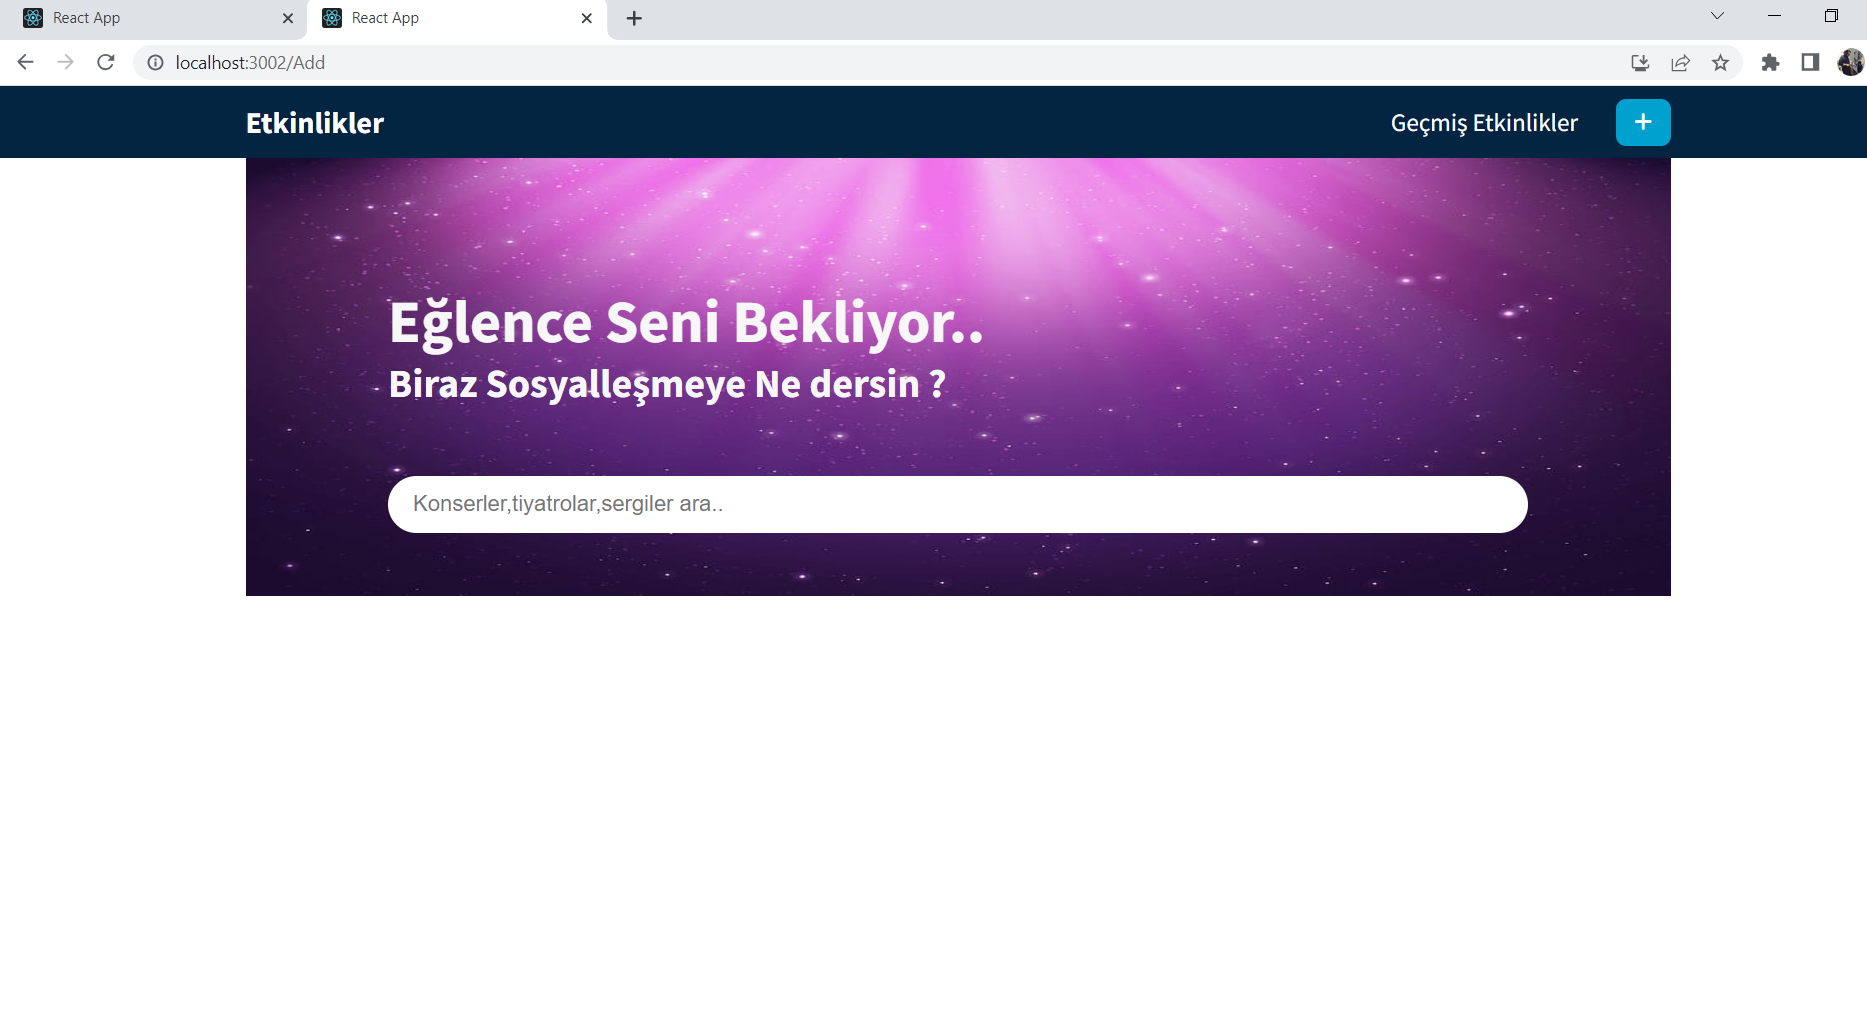 React App
React App
localhost:3002/Add
Etkinlikler
Geçmiş Etkinlikler
+
Eğlence Seni Bekliyor..
Biraz Sosyalleşmeye Ne dersin ?
Konserler,tiyatrolar,sergiler ara..